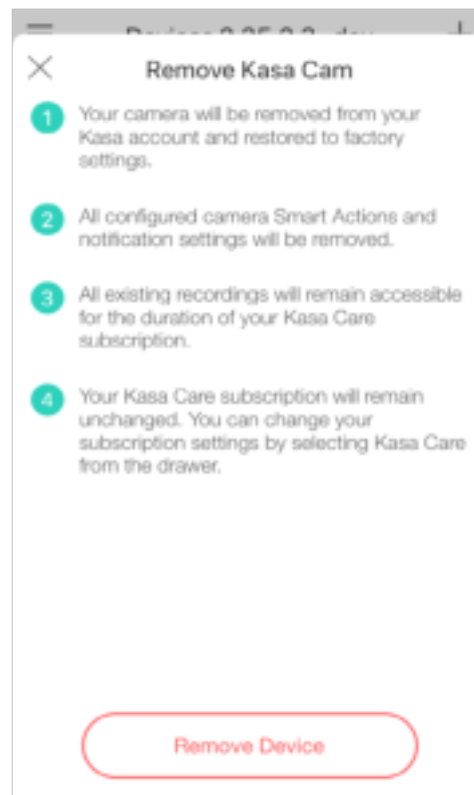 Remove Kasa Cam
1 Your camera will be removed from your
Kasa account and restored to factory
settings.
2 All configured camera Smart Actions and
notification settings will be removed.
3 All existing recordings will remain accessible
for the duration of your Kasa Care
subscription.
4 Your Kasa Care subscription will remain
unchanged. You can change your
subscription settings by selecting Kasa Care
from the drawer.
Remove Device